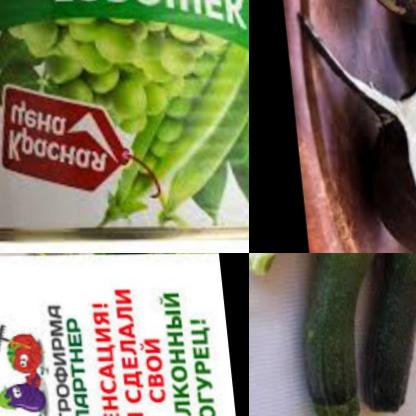 Красная
цена
ТРОФИРМА
ПАРТНЕР
ЕНСАЦИЯ!
СДЕЛАЛИ
СВОЙ
ЛКОННЫЙ
ОГУРЕЦ!